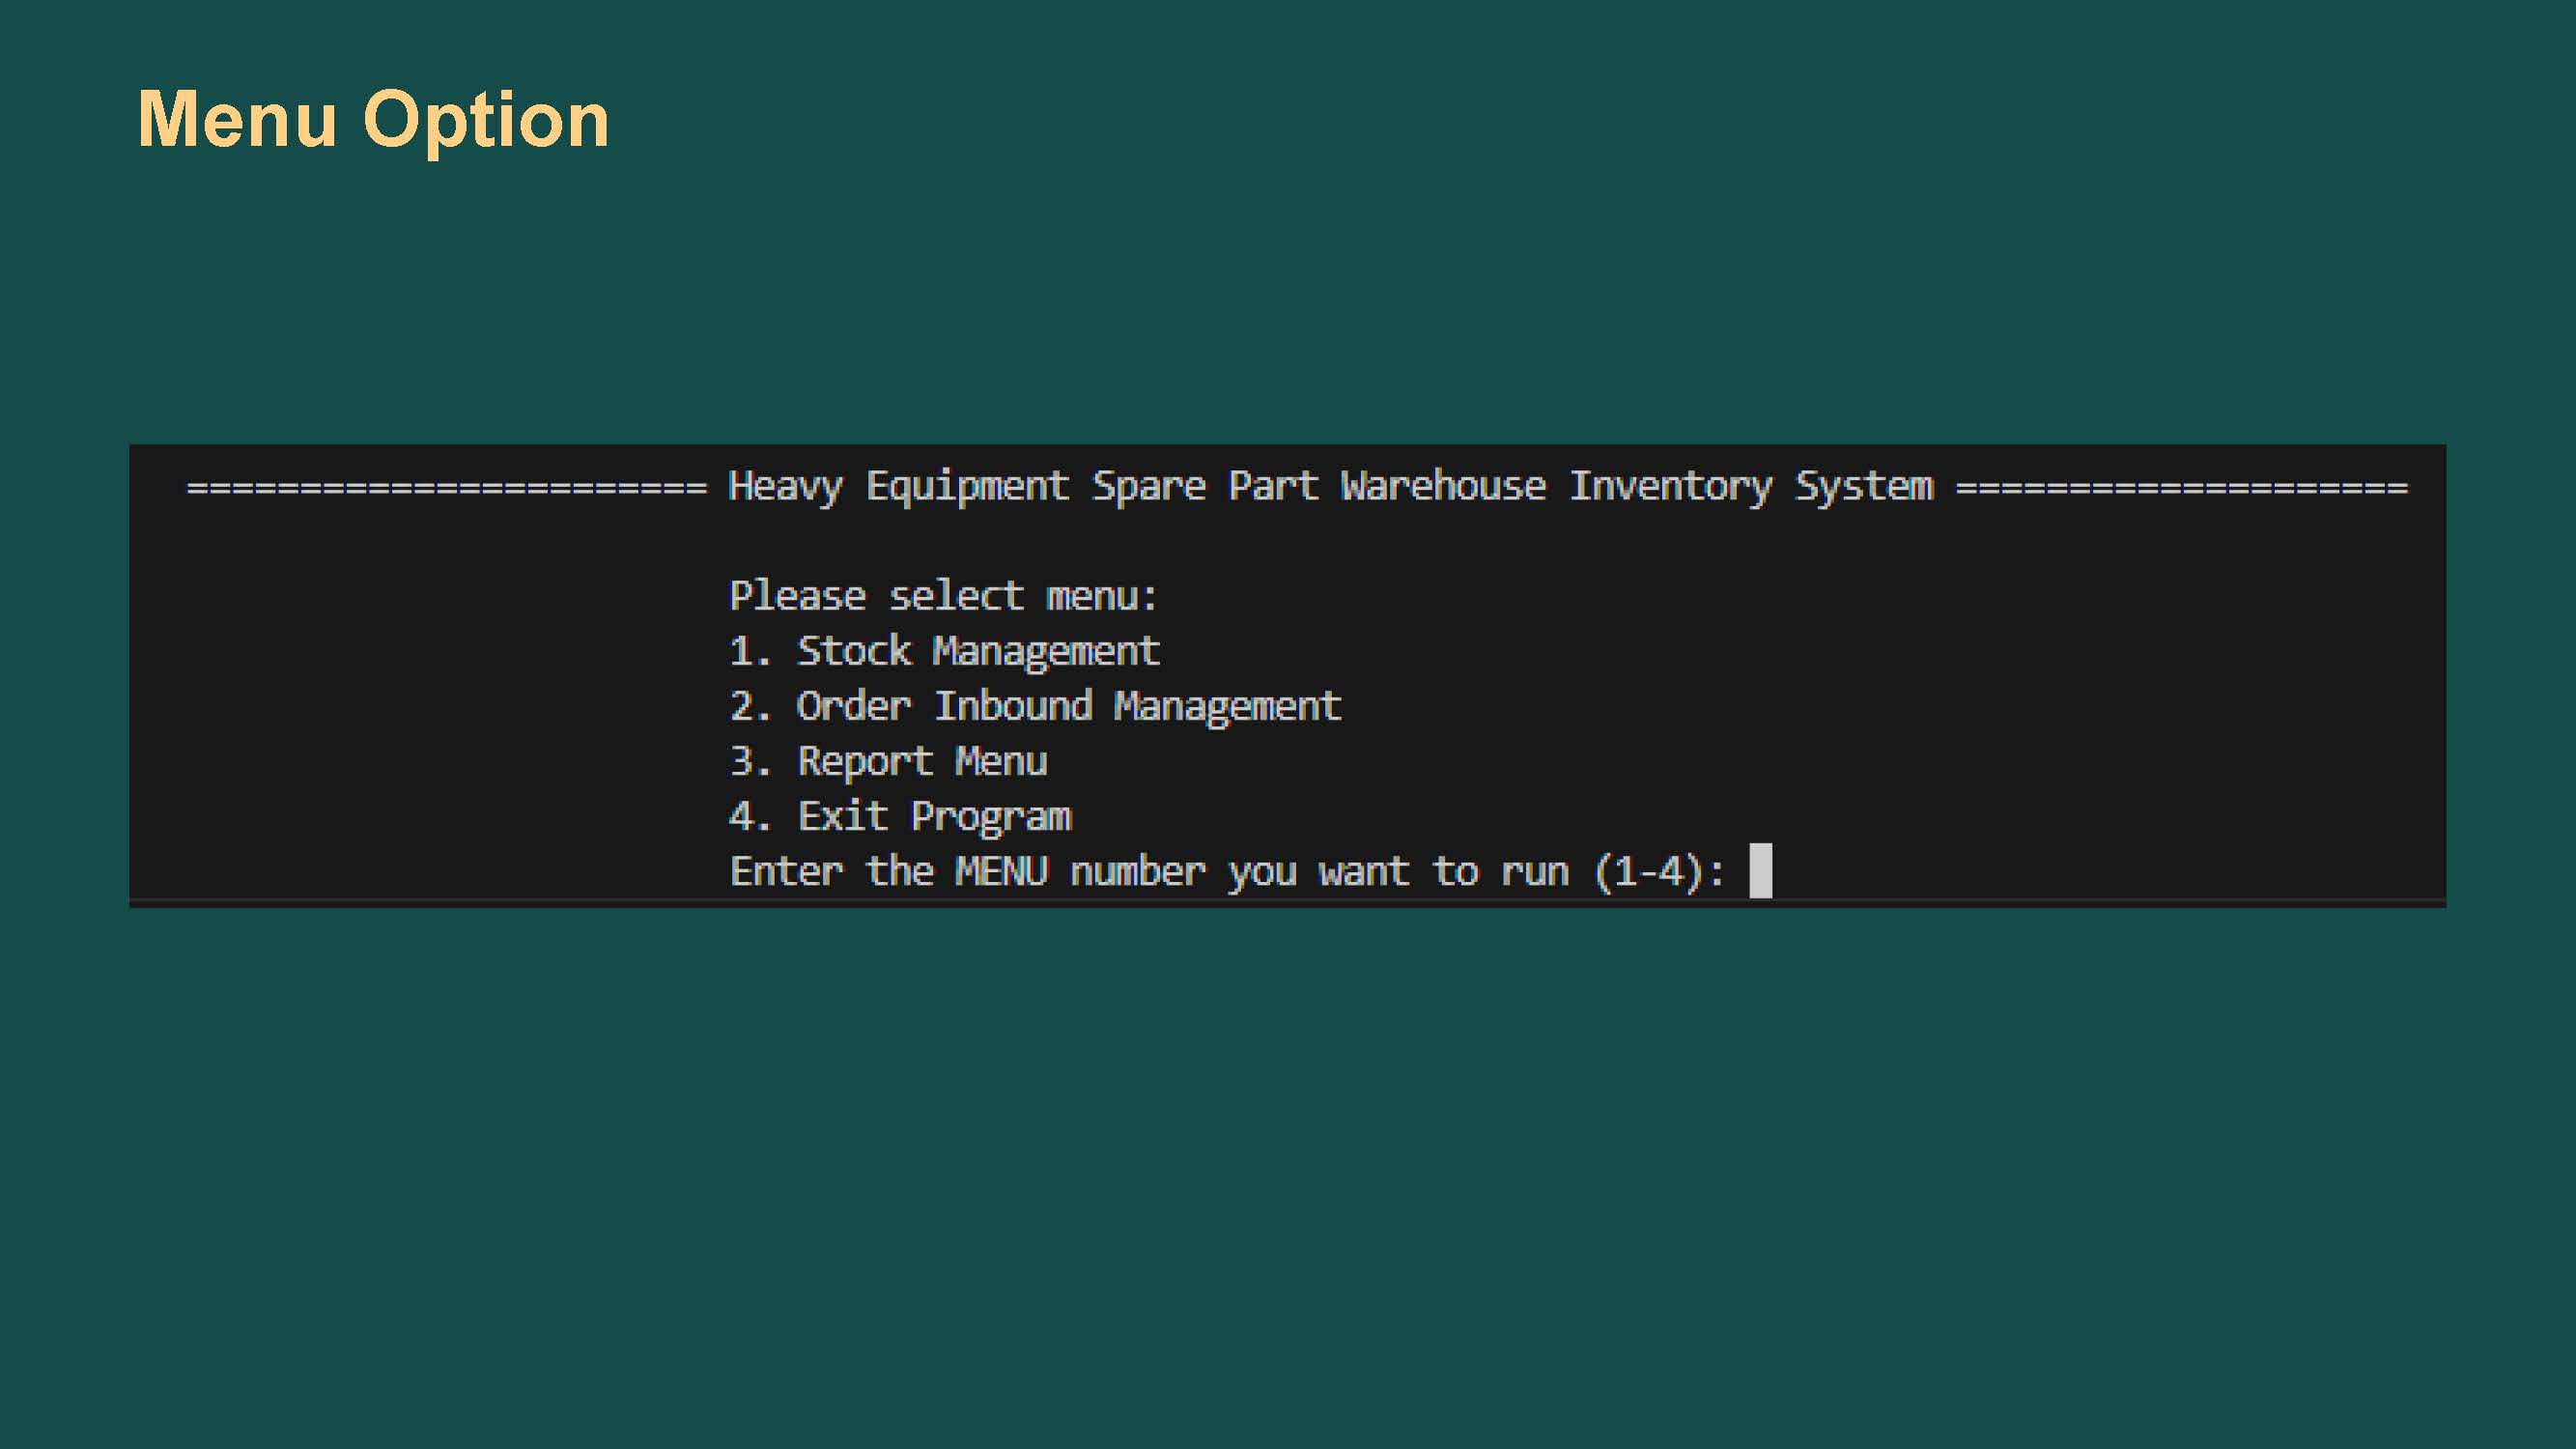 Menu Option
======================= Heavy Equipment Spare Part Warehouse Inventory System ====================
Please select menu:
1. Stock Management
2. Order Inbound Management
3. Report Menu
4. Exit Program
Enter the MENU number you want to run (1-4):